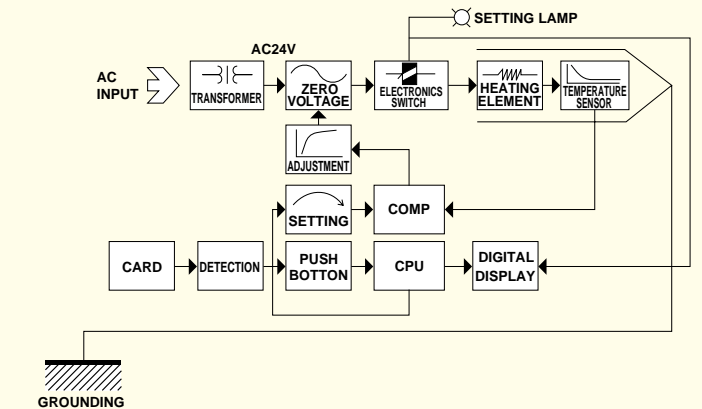 SETTING LAMP
AC24V
AC
INPUT
TRANSFORMER
ZERO
VOLTAGE
ELECTRONICS
SWITCH
HEATING
ELEMENT
TEMPERATURE
SENSOR
ADJUSTMENT
SETTING
COMP
CARD
DETECTION
PUSH
BOTTON
CPU
DIGITAL
DISPLAY
GROUNDING